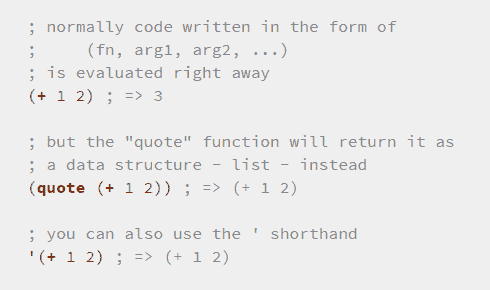 ; normally code written in the form of
;     (fn, arg1, arg2, ...)
; is evaluated right away
(+ 1 2) ; => 3
; but the "quote" function will return it as
; a data structure - list - instead
(quote (+ 1 2)) ; => (+ 1 2)
; you can also use the ' shorthand
'(+ 1 2) ; => (+ 1 2)